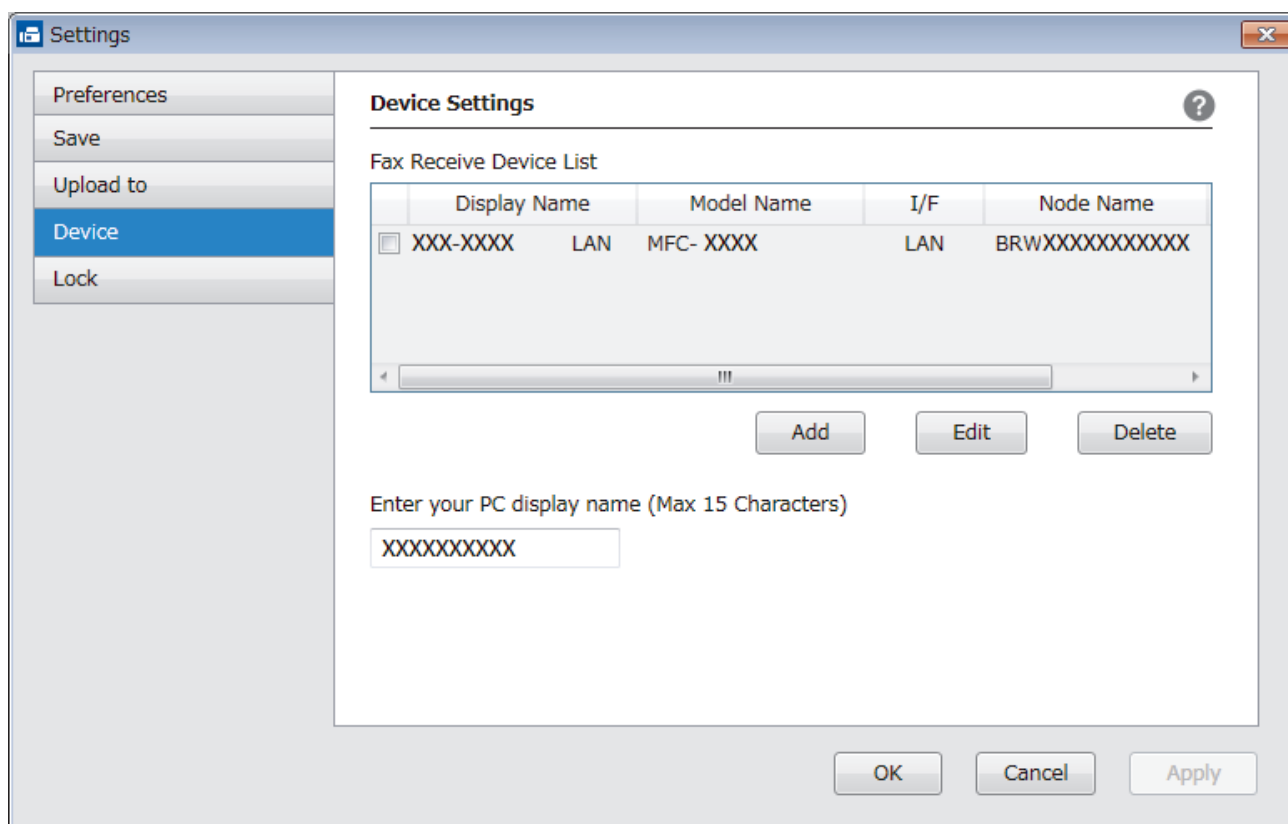 Settings
Preferences
Save
Upload to
Device
Lock
Device Settings
?
Fax Receive Device List
Display Name Model Name I/F Node Name
XXX-XXXX LAN MFC- XXXX LAN BRWXXXXXXXXXXX
Add Edit Delete
Enter your PC display name (Max 15 Characters)
XXXXXXXXXX
OK Cancel Apply